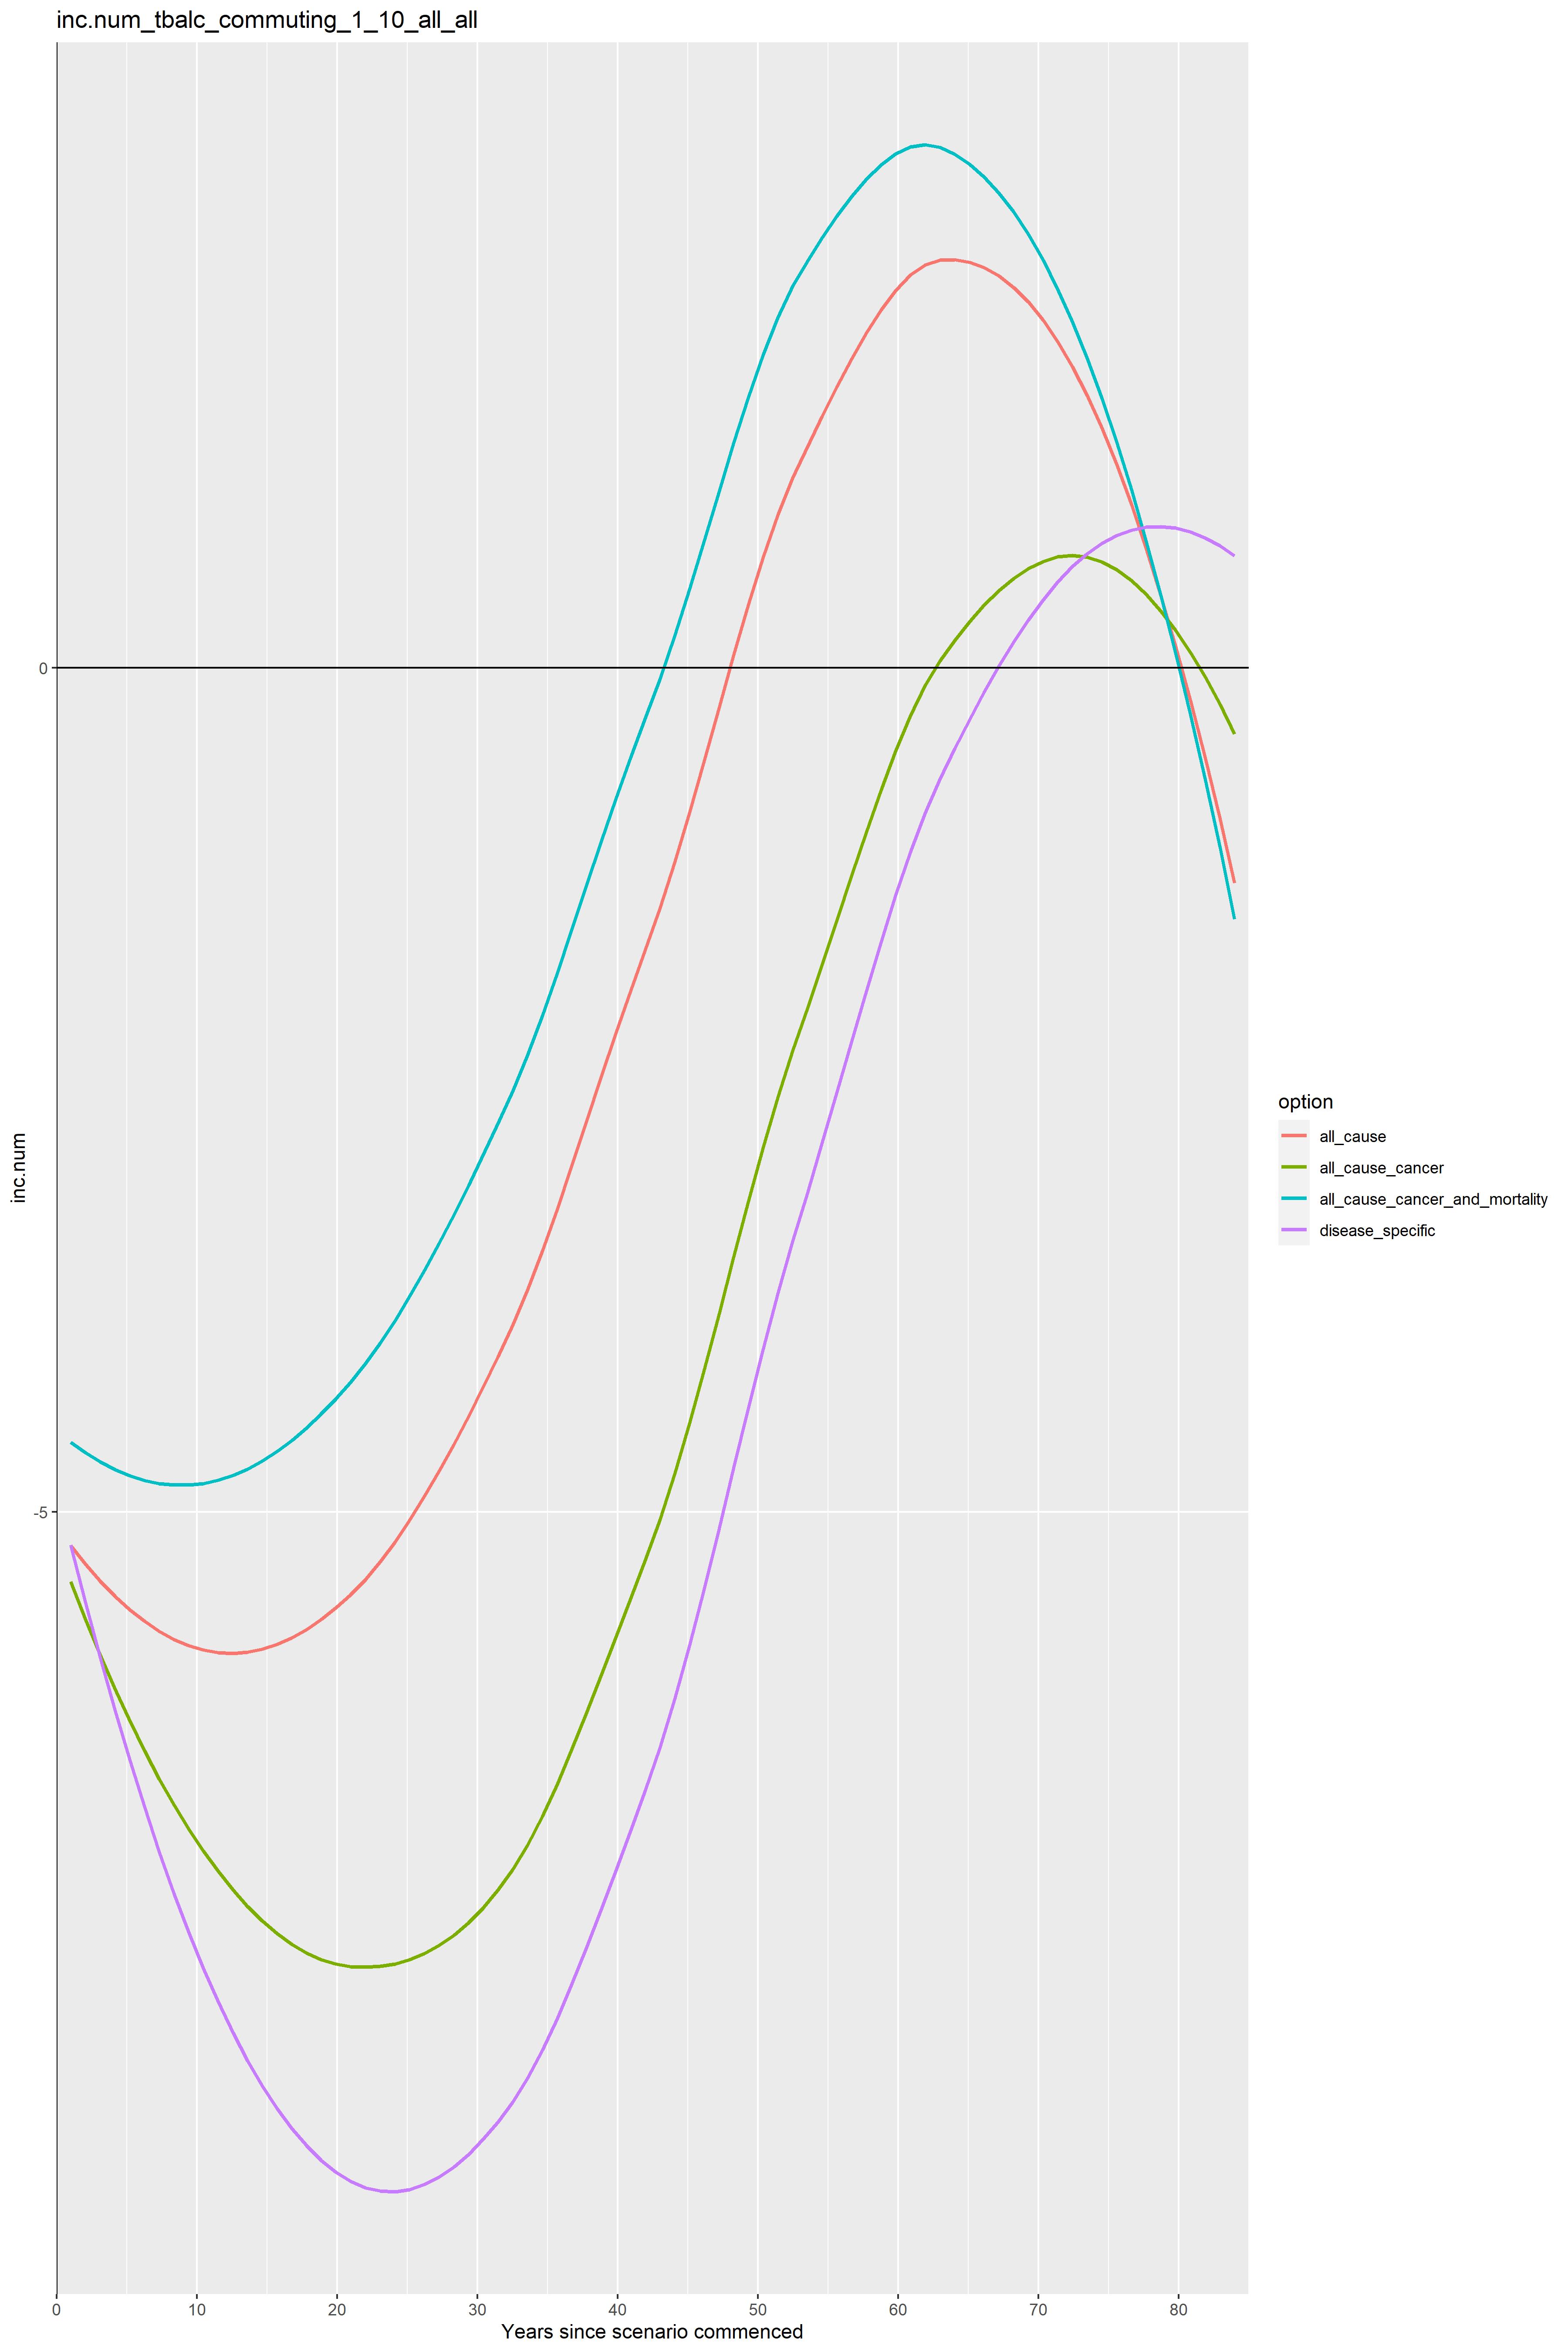 inc.num_tbalc_commuting_1_10_all_all
inc.num
0
-5
0 10 20 30 40 50 60 70 80
Years since scenario commenced
option
all_cause
all_cause_cancer
all_cause_cancer_and_mortality
disease_specific